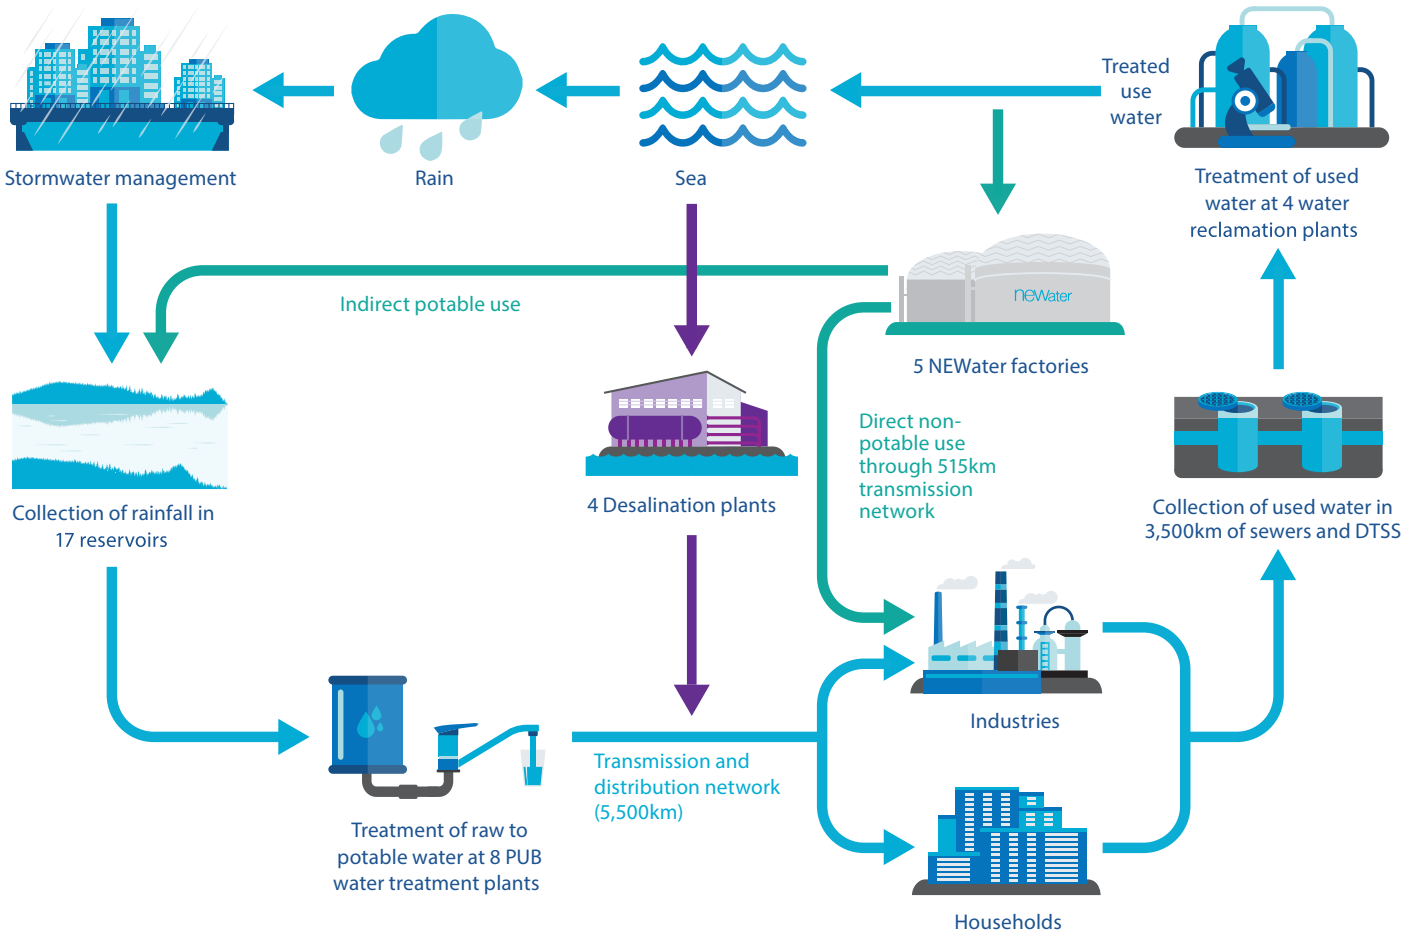 Treated
use
water
Stormwater management
Rain
Sea
Treatment of used
water at 4 water
reclamation plants
Indirect potable use
neWater
5 NEWater factories
Direct non-
potable use
through 515km
transmission
network
4 Desalination plants
Collection of rainfall in
17 reservoirs
Collection of used water in
3,500km of sewers and DTSS
Industries
Transmission and
distribution network
(5,500km)
Treatment of raw to
potable water at 8 PUB
water treatment plants
Households